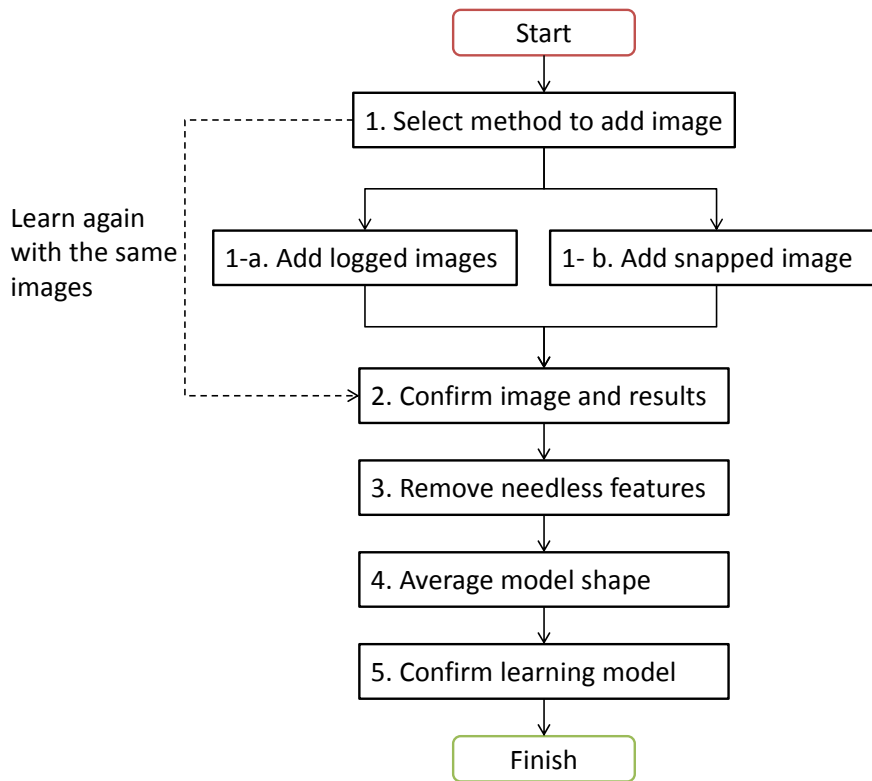 Start
1. Select method to add image
Learn again
with the same
images
1-a. Add logged images
1- b. Add snapped image
2. Confirm image and results
3. Remove needless features
4. Average model shape
5. Confirm learning model
Finish